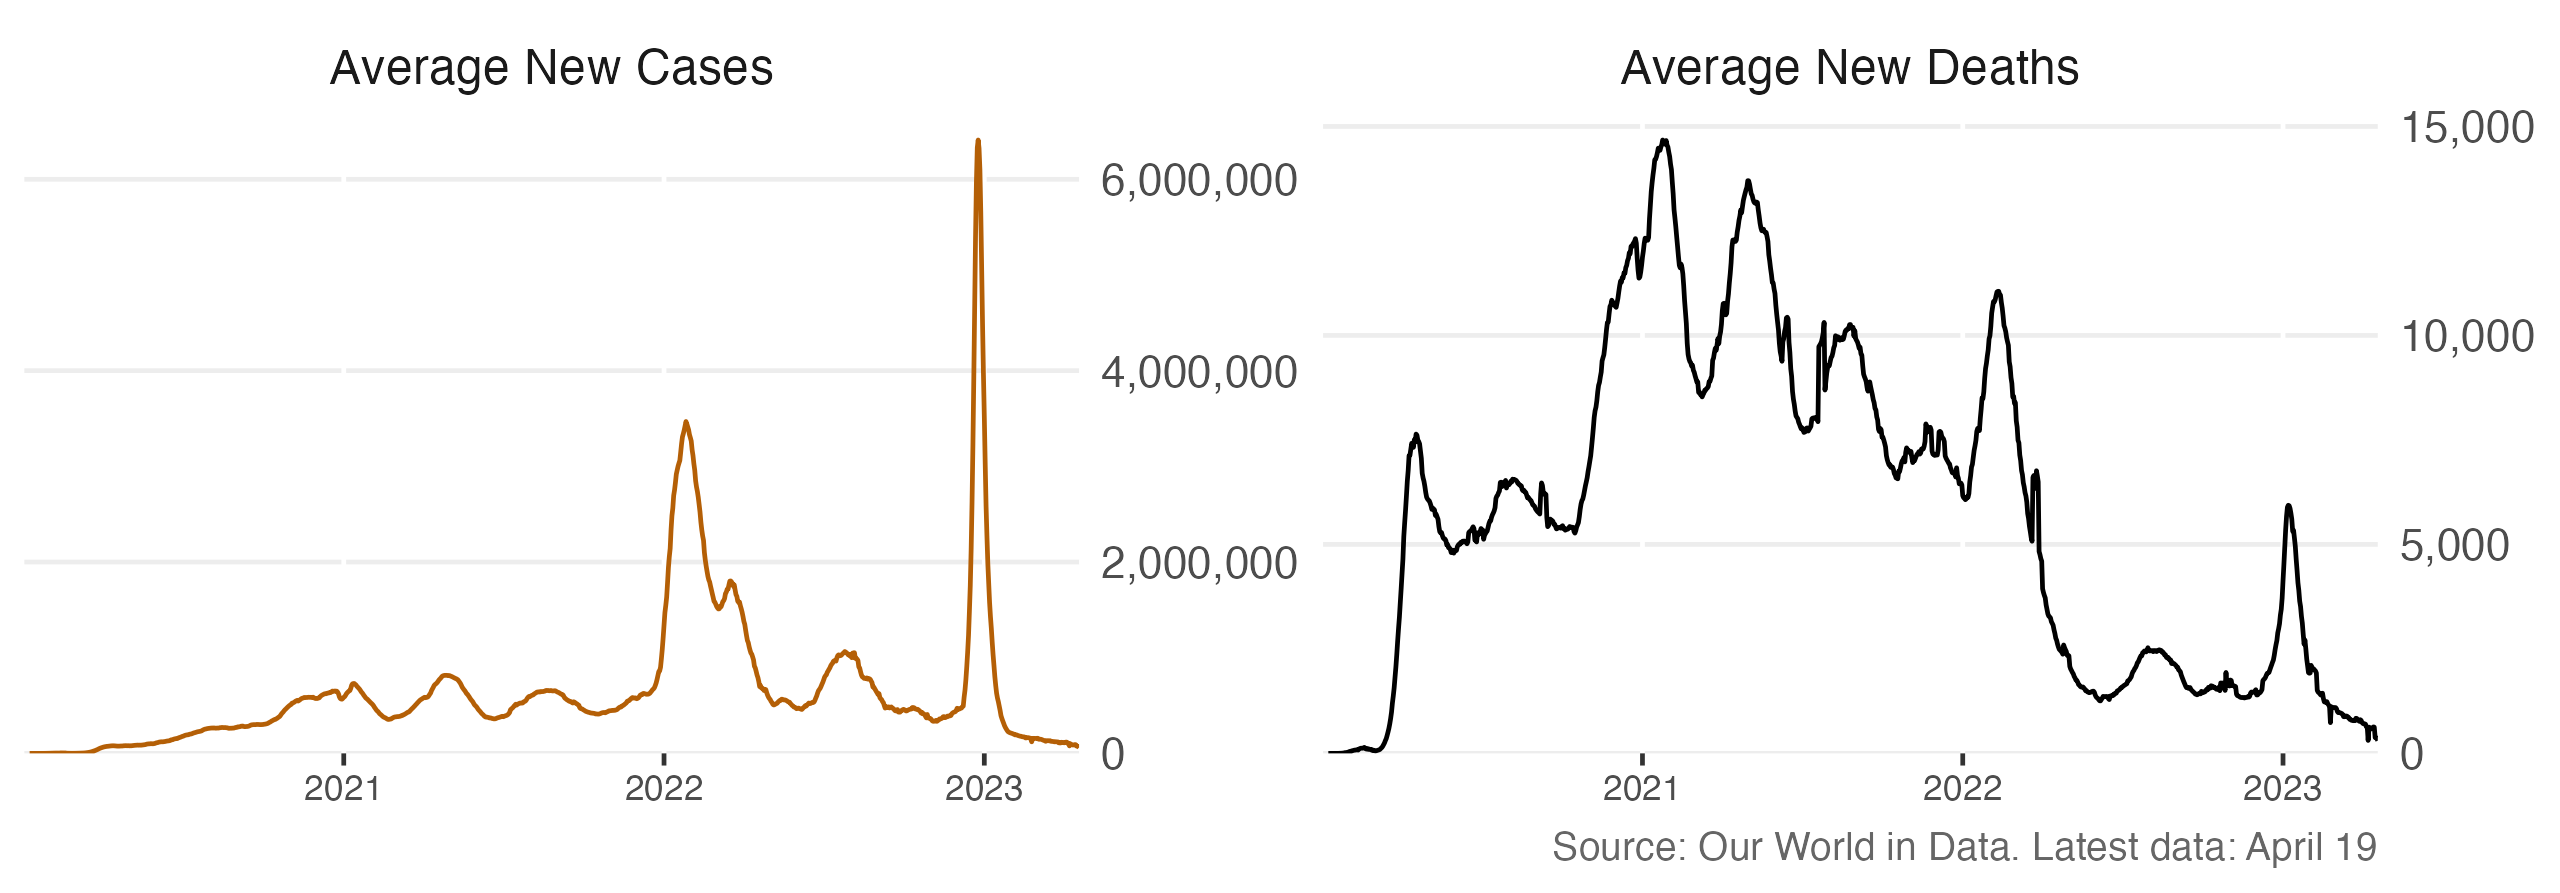 Average New Cases
6,000,000
4,000,000
2,000,000
0
2021 2022 2023
Average New Deaths
15,000
10,000
5,000
0
2021 2022 2023
Source: Our World in Data. Latest data: April 19